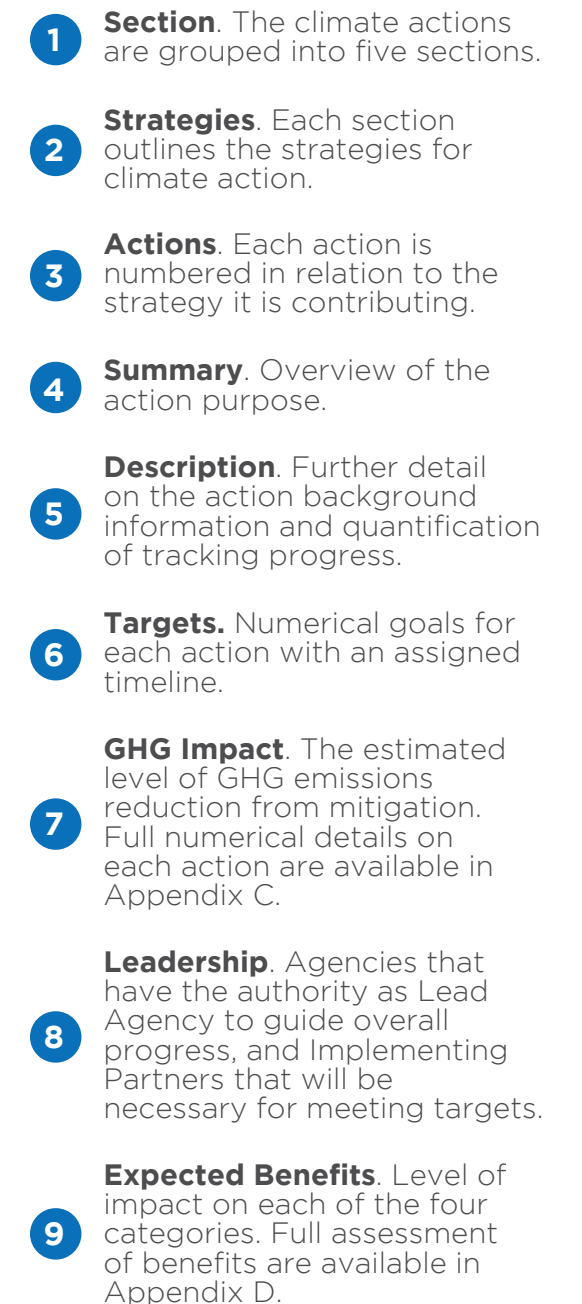 1
Section. The climate actions
are grouped into five sections.
2
Strategies. Each section
outlines the strategies for
climate action.
3
Actions. Each action is
numbered in relation to the
strategy it is contributing.
4
Summary. Overview of the
action purpose.
5
Description. Further detail
on the action background
information and quantification
of tracking progress.
6
Targets. Numerical goals for
each action with an assigned
timeline.
7
GHG Impact. The estimated
level of GHG emissions
reduction from mitigation.
Full numerical details on
each action are available in
Appendix C.
8
Leadership. Agencies that
have the authority as Lead
Agency to guide overall
progress, and Implementing
Partners that will be
necessary for meeting targets.
9
Expected Benefits. Level of
impact on each of the four
categories. Full assessment
of benefits are available in
Appendix D.